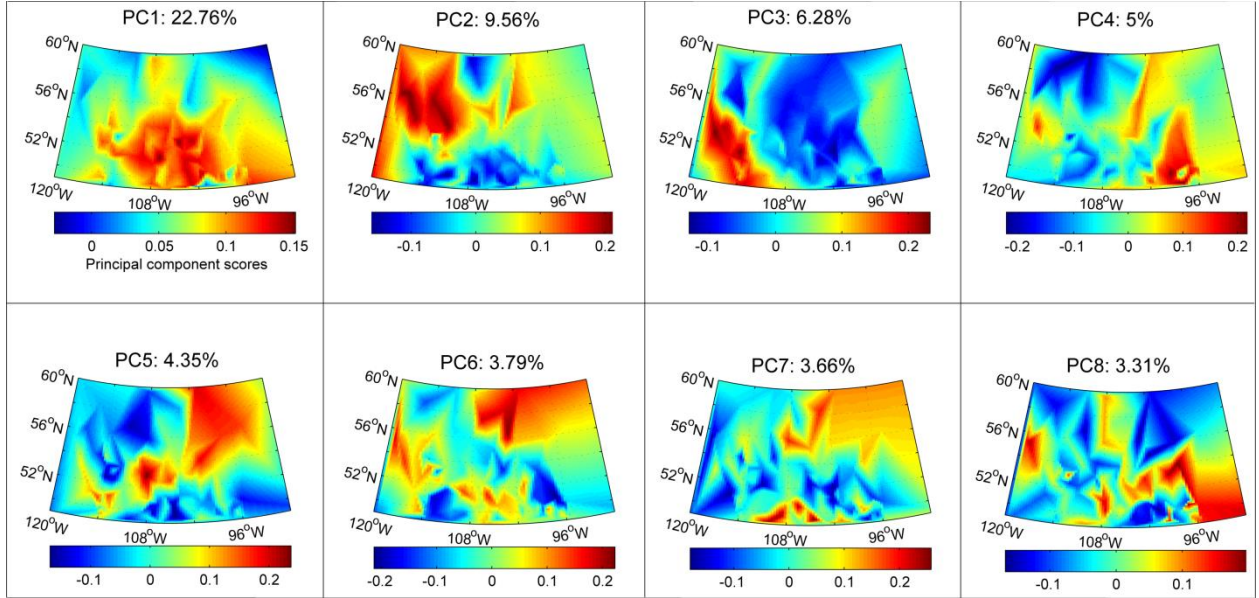 PC1: 22.76%
60°N
56°N
52°N
120°W
108°W
96°W
0 0.05 0.1 0.15
Principal component scores
PC2: 9.56%
60°N
56°N
52°N
120°W
108°W
96°W
-0.1 0 0.1 0.2
PC3: 6.28%
60°N
56°N
52°N
120°W
108°W
96°W
-0.1 0 0.1 0.2
PC4: 5%
60°N
56°N
52°N
120°W
108°W
96°W
-0.2 -0.1 0 0.1 0.2
PC5: 4.35%
60°N
56°N
52°N
120°W
108°W
96°W
-0.1 0 0.1 0.2
PC6: 3.79%
60°N
56°N
52°N
120°W
108°W
96°W
-0.2 -0.1 0 0.1 0.2
PC7: 3.66%
60°N
56°N
52°N
120°W
108°W
96°W
-0.1 0 0.1 0.2
PC8: 3.31%
60°N
56°N
52°N
120°W
108°W
96°W
-0.1 0 0.1